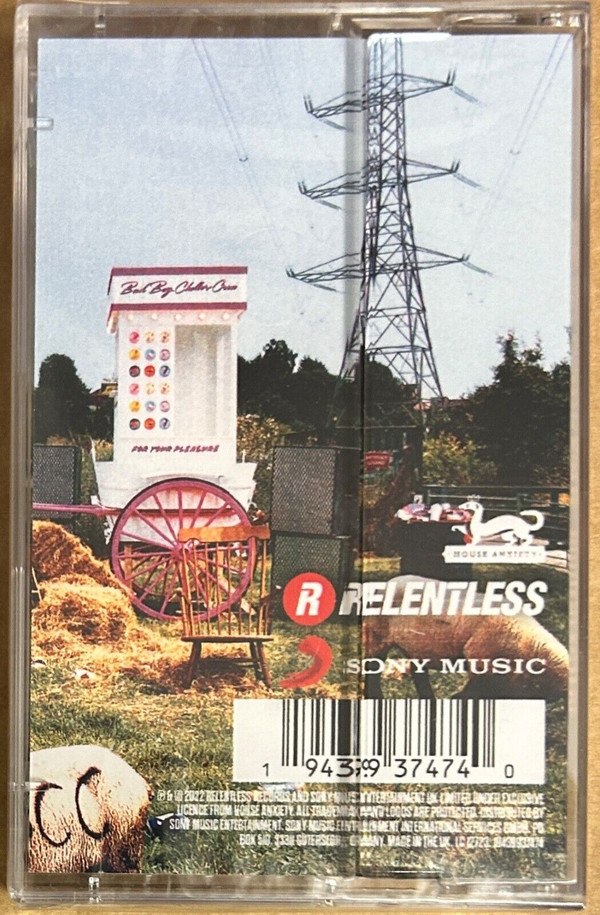 Bad Boy Chiller Crew
FOR YOUR PLEASURE
HOUSE ANXIETY
R RELENTLESS
SONY MUSIC
CC
1 94399 37474 0
℗ & © 2022 RELENTLESS RECORDS AND SONY MUSIC ENTERTAINMENT UK LIMITED UNDER EXCLUSIVE
LICENCE FROM HOUSE ANXIETY. ALL TRADEMARKS AND LOGOS ARE PROTECTED. DISTRIBUTED BY
SONY MUSIC ENTERTAINMENT. SONY MUSIC ENTERTAINMENT INTERNATIONAL SERVICES GMBH, PO
BOX 510, 33311 GUTERSLOH, GERMANY. MADE IN THE UK. LC 12723.